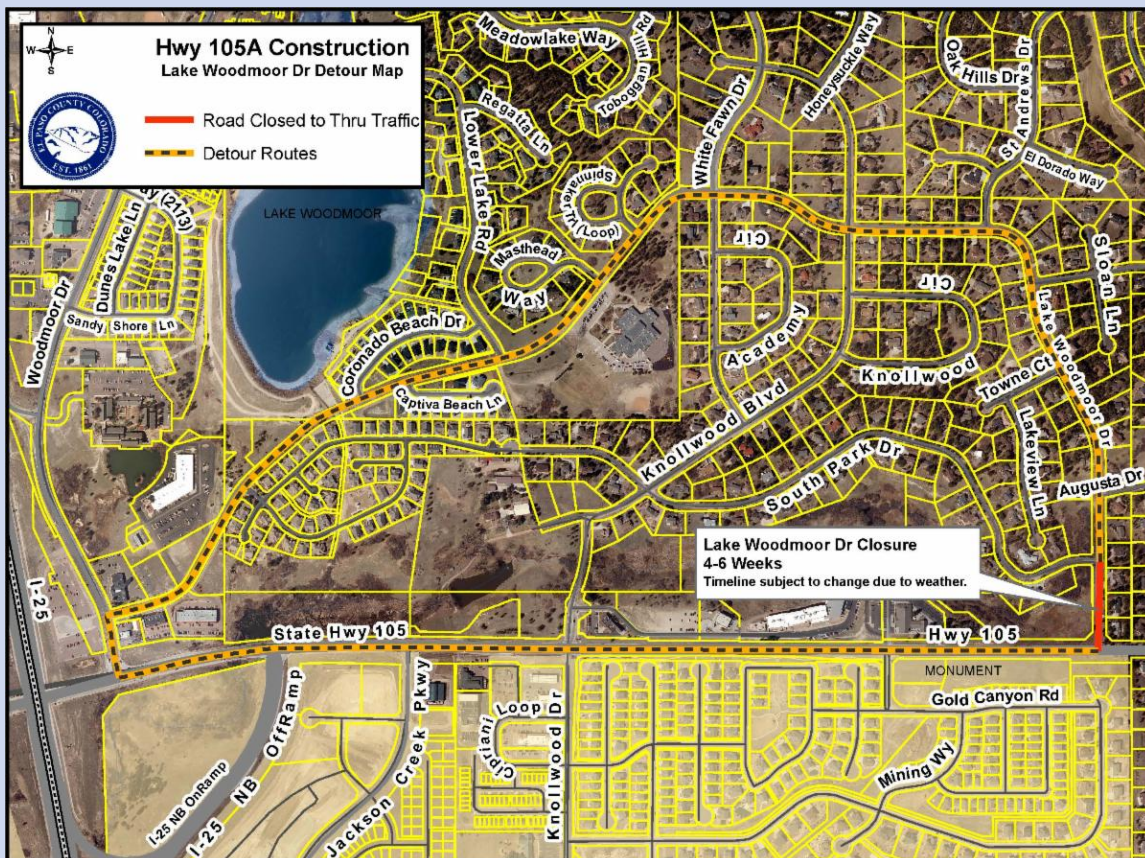 N
W E
S
Hwy 105A Construction
Lake Woodmoor Dr Detour Map
EL PASO COUNTY COLORADO
EST. 1861
Road Closed to Thru Traffic
Detour Routes
Meadowlake Way
Toboggan Hill Rd
Regatta Ln
Lower Lake Rd
White Fawn Dr
Honeysuckle Way
Oak Hills Dr
St Andrews Dr
El Dorado Way
LAKE WOODMOOR
(2113)
Dunes Lake Ln
Sandy Shore Ln
Woodmoor Dr
Spinnaker Trl (Loop)
Masthead
Way
Coronado Beach Dr
Captiva Beach Ln
Cir
Academy
Cir
Knollwood
Knollwood Blvd
Sloan Ln
Lake Woodmoor Dr
Towne Ct
Lakeview Ln
South Park Dr
Augusta Dr
Lake Woodmoor Dr Closure
4-6 Weeks
Timeline subject to change due to weather.
I-25
State Hwy 105
Hwy 105
MONUMENT
Gold Canyon Rd
Mining Wy
Knollwood Dr
Cipriani Loop
Jackson Creek Pkwy
I-25 NB OffRamp
I-25 NB OnRamp